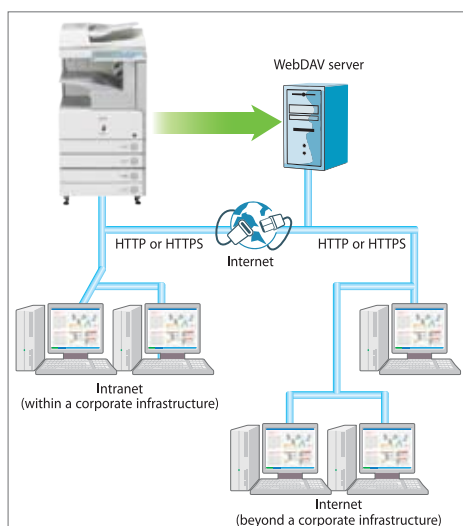 WebDAV server
HTTP or HTTPS
HTTP or HTTPS
Internet
Intranet
(within a corporate infrastructure)
Internet
(beyond a corporate infrastructure)